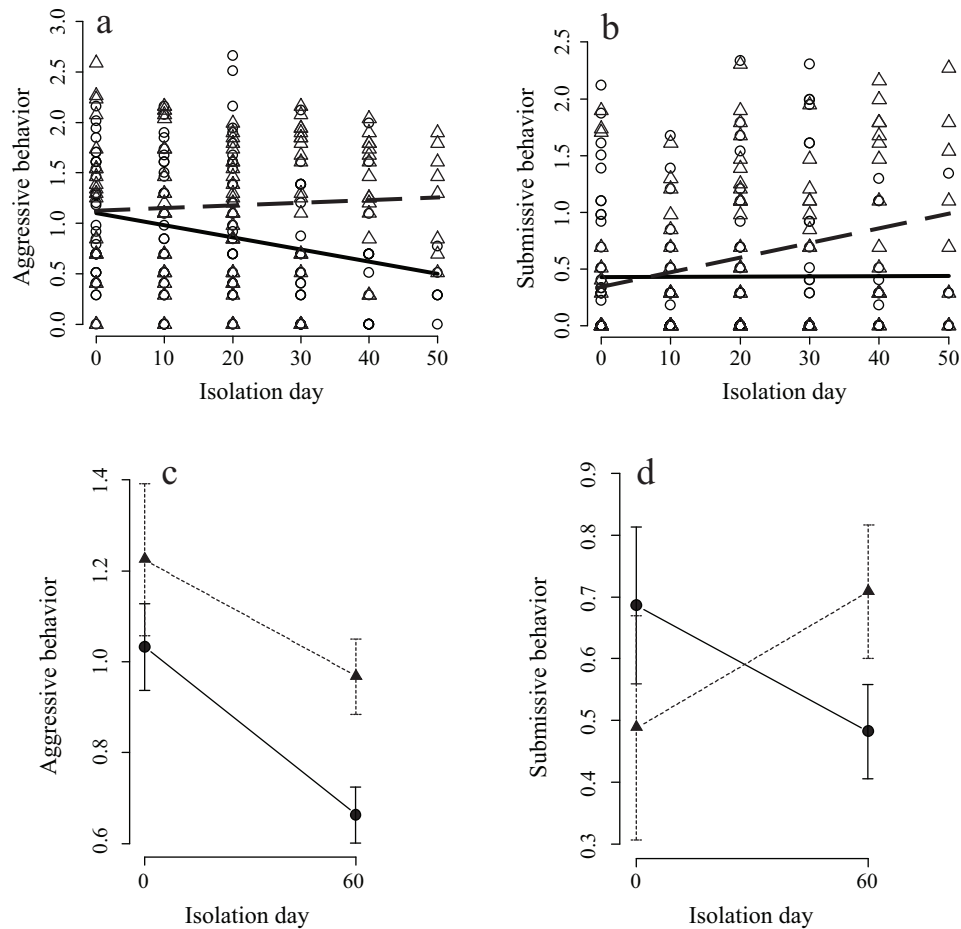 a
3.0
2.5
2.0
1.5
1.0
0.5
0.0
Aggressive behavior
0 10 20 30 40 50
Isolation day
b
2.5
2.0
1.5
1.0
0.5
0.0
Submissive behavior
0 10 20 30 40 50
Isolation day
c
1.4
1.2
1.0
0.8
0.6
Aggressive behavior
0 60
Isolation day
d
0.9
0.8
0.7
0.6
0.5
0.4
0.3
Submissive behavior
0 60
Isolation day